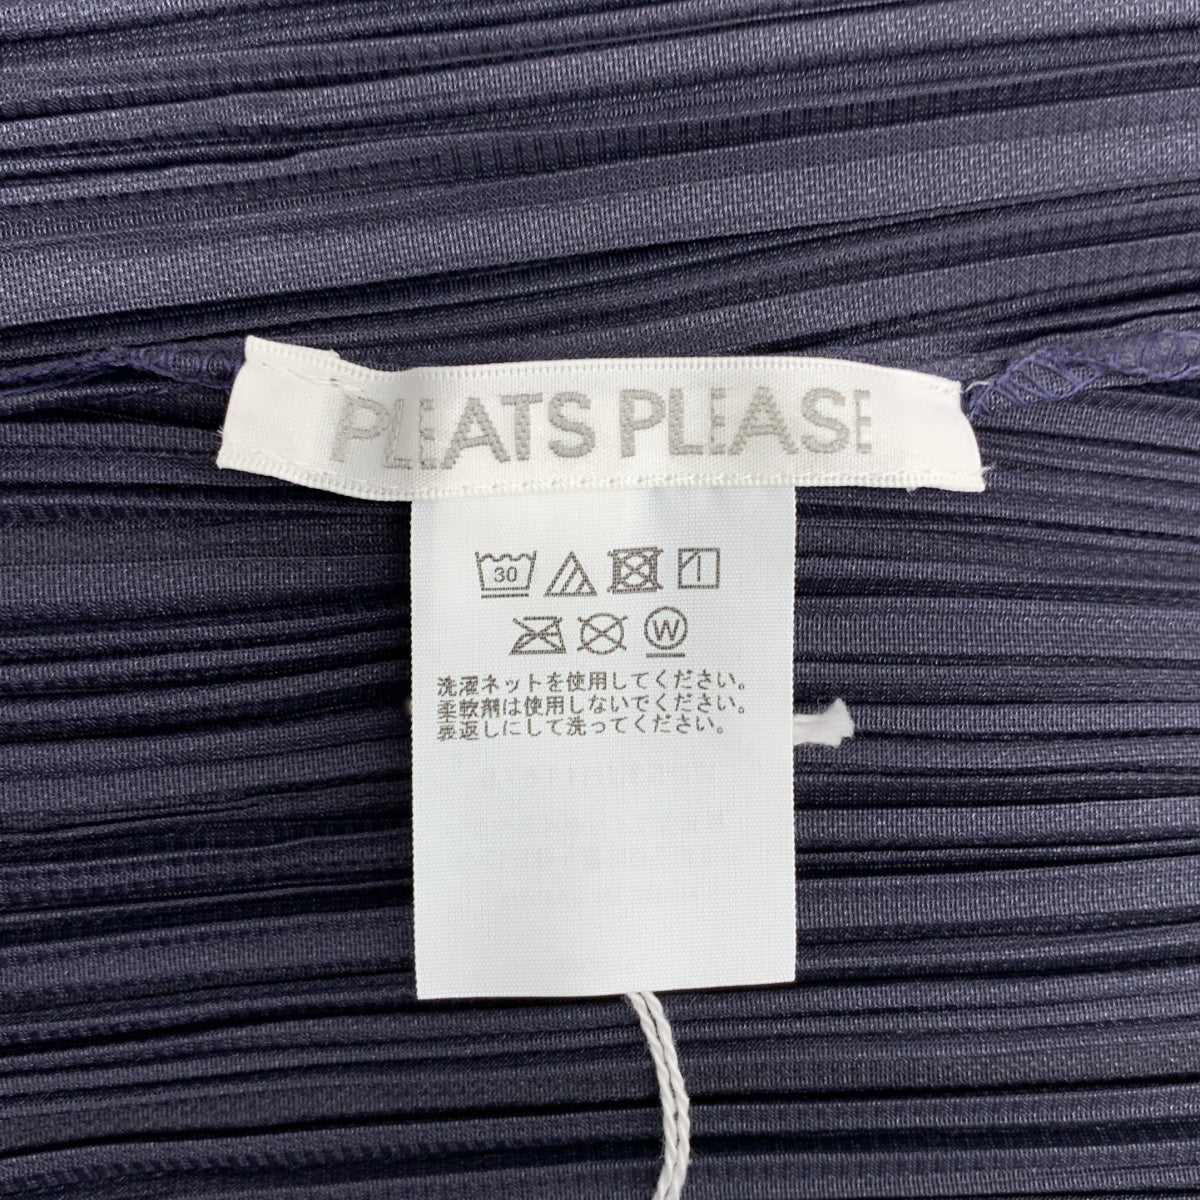 PLEATS PLEASE
30
W
洗濯ネットを使用してください。
柔軟剤は使用しないでください。
裏返しにして洗ってください。